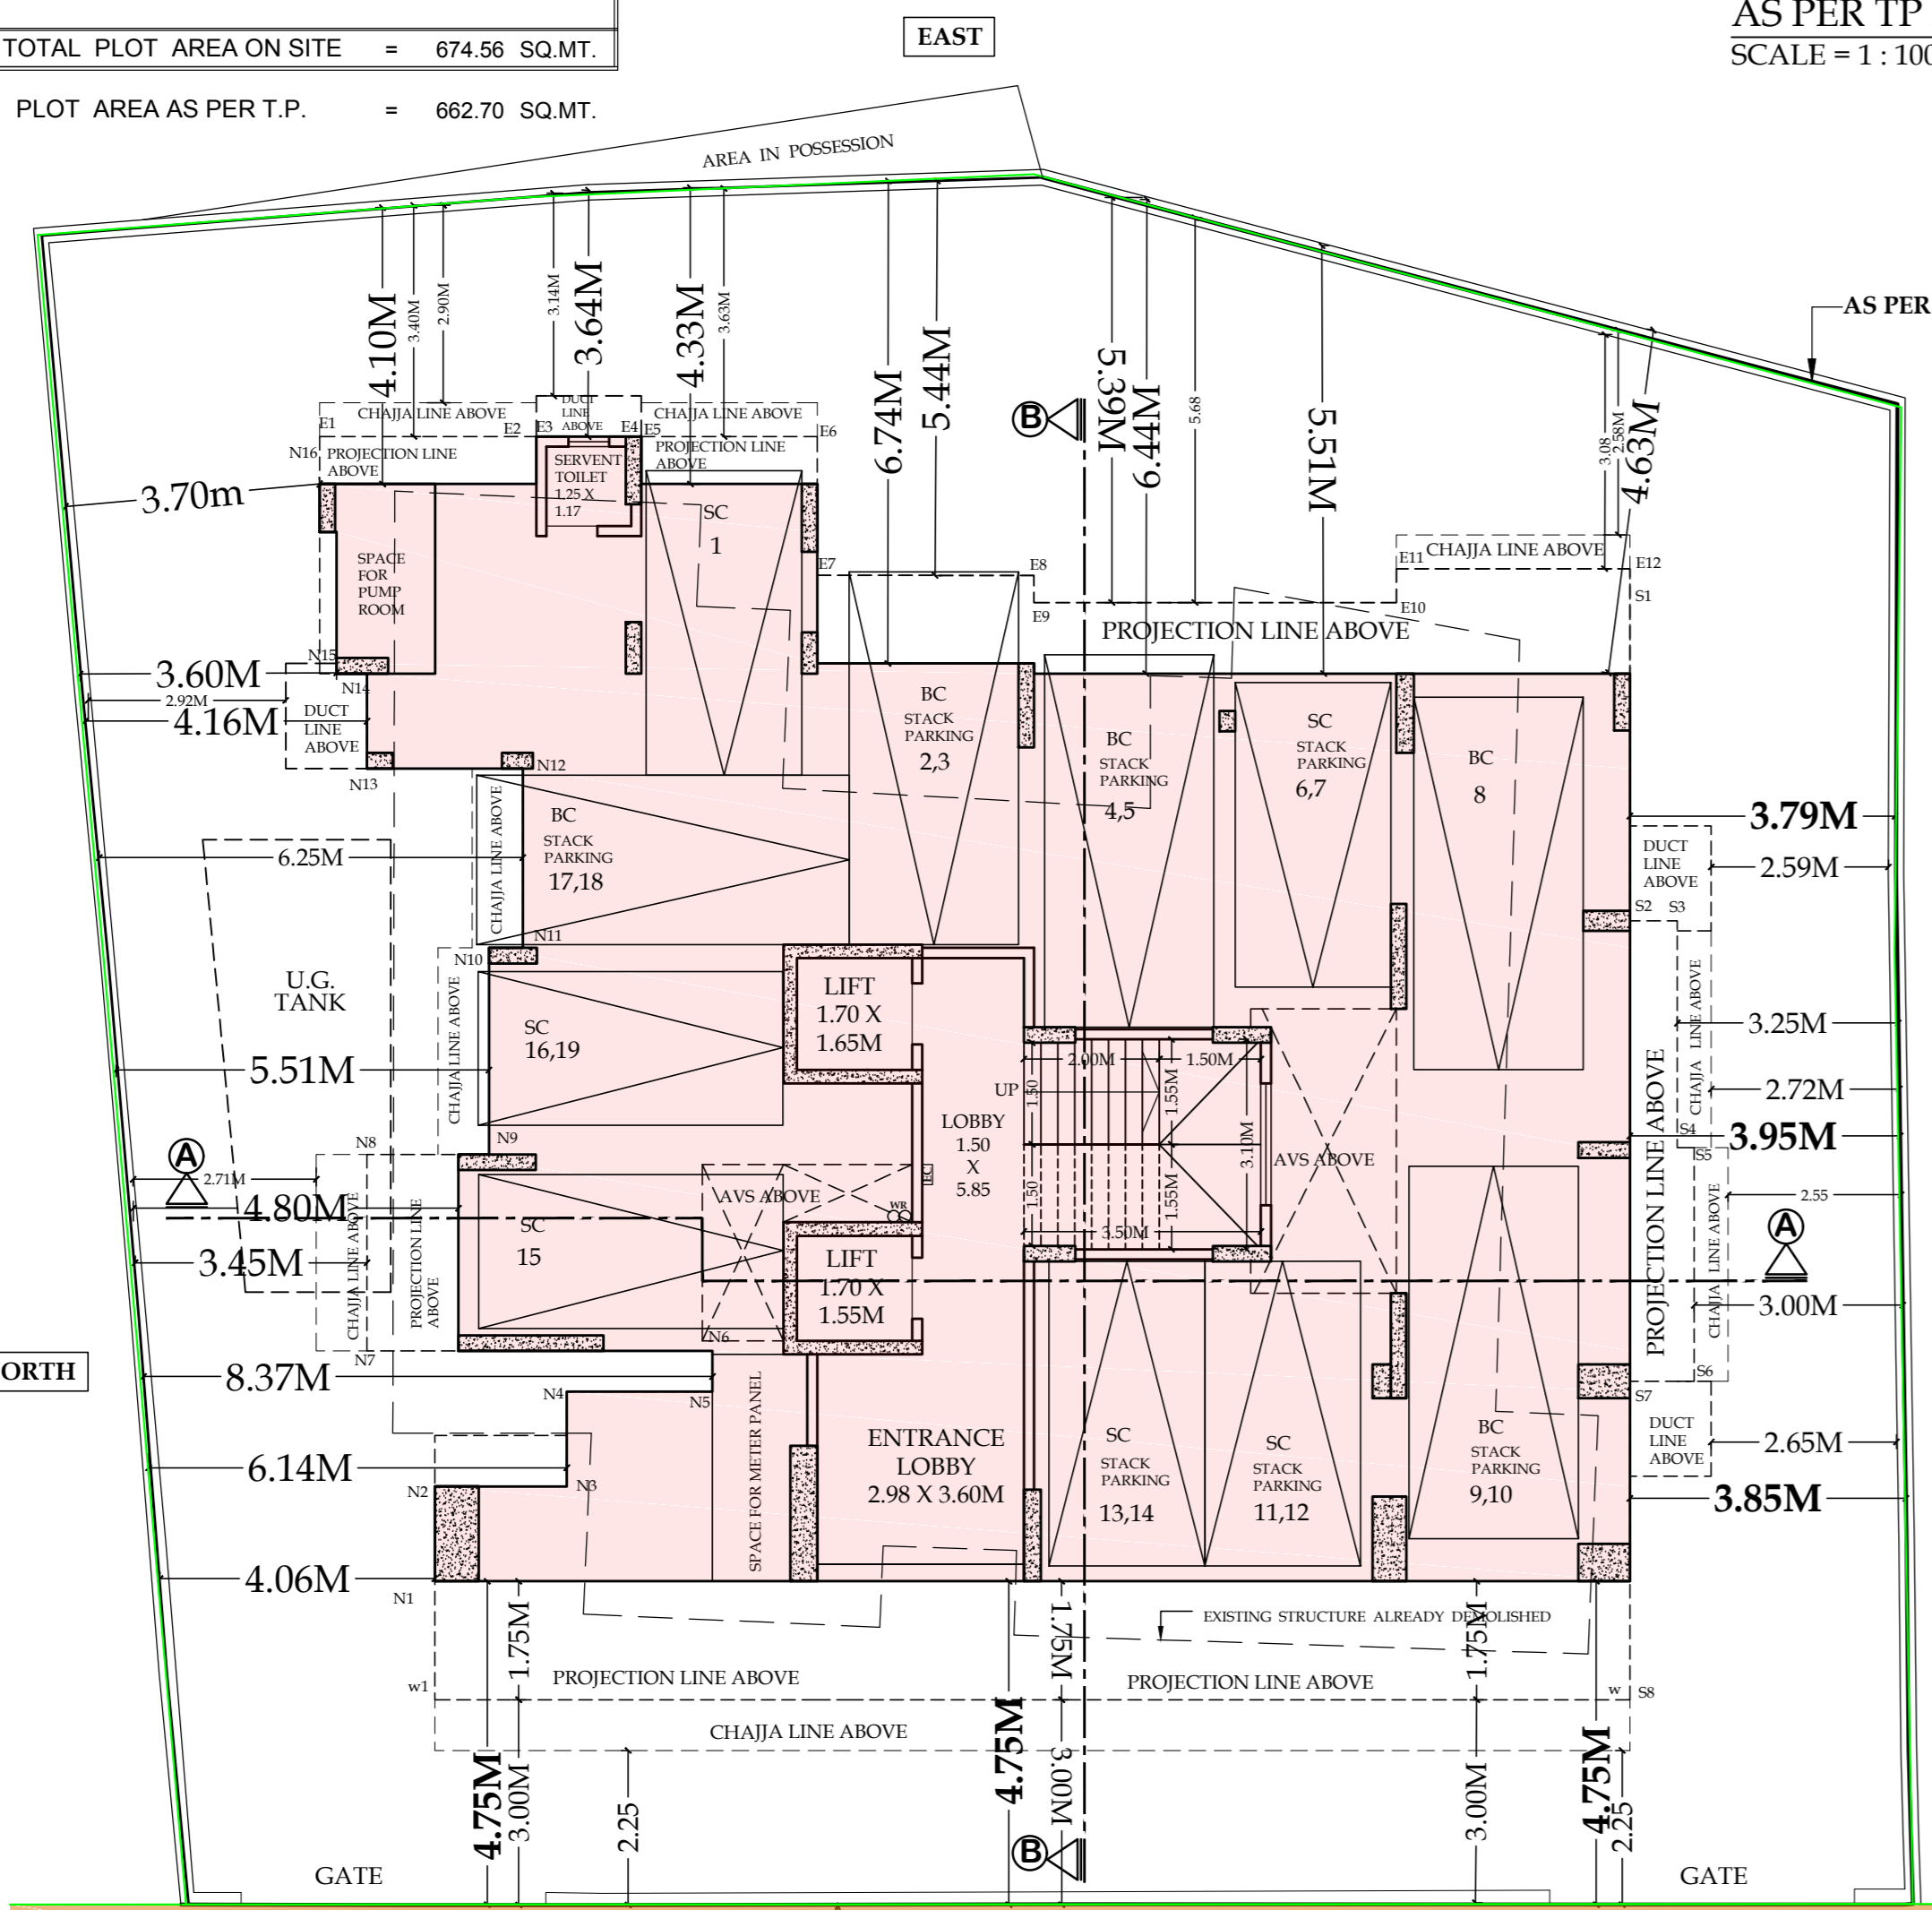 TOTAL PLOT AREA ON SITE = 674.56 SQ.MT.
PLOT AREA AS PER T.P. = 662.70 SQ.MT.
EAST
AS PER TP
SCALE = 1 : 100
AREA IN POSSESSION
AS PER
4.10M
3.40M
2.90M
3.14M
3.64M
4.33M
3.63M
6.74M
5.44M
B
5.39M
6.44M
5.68
5.51M
3.08
2.58M
4.63M
CHAJJA LINE ABOVE
DUCT
LINE
ABOVE
CHAJJA LINE ABOVE
E1
E2
E3
E4
E5
E6
N16
PROJECTION LINE
ABOVE
SERVENT
TOILET
1.25 X
1.17
PROJECTION LINE
ABOVE
3.70m
SC
1
SPACE
FOR
PUMP
ROOM
E7
E8
E9
E10
E11
CHAJJA LINE ABOVE
E12
S1
PROJECTION LINE ABOVE
N15
3.60M
N14
2.92M
4.16M
DUCT
LINE
ABOVE
N13
N12
BC
STACK
PARKING
2,3
BC
STACK
PARKING
4,5
SC
STACK
PARKING
6,7
BC
8
3.79M
DUCT
LINE
ABOVE
2.59M
6.25M
CHAJJA LINE ABOVE
BC
STACK
PARKING
17,18
N11
N10
S2
S3
U.G.
TANK
CHAJJA LINE ABOVE
SC
16,19
LIFT
1.70 X
1.65M
5.51M
3.25M
CHAJJA LINE ABOVE
2.72M
PROJECTION LINE ABOVE
UP
2.00M
1.50M
1.50
1.55M
LOBBY
1.50
X
5.85
3.10M
AVS ABOVE
1.50
1.55M
3.50M
S4
3.95M
S5
N8
N9
A
2.71M
4.80M
3.45M
CHAJJA LINE ABOVE
PROJECTION LINE
ABOVE
SC
15
AVS ABOVE
WR
EC
LIFT
1.70 X
1.55M
2.55
A
CHAJJA LINE ABOVE
3.00M
N6
N7
ORTH
8.37M
N4
N5
S6
S7
6.14M
N2
N3
SPACE FOR METER PANEL
ENTRANCE
LOBBY
2.98 X 3.60M
SC
STACK
PARKING
13,14
SC
STACK
PARKING
11,12
BC
STACK
PARKING
9,10
DUCT
LINE
ABOVE
2.65M
3.85M
4.06M
N1
1.75M
1.75M
1.75M
EXISTING STRUCTURE ALREADY DEMOLISHED
w1
PROJECTION LINE ABOVE
PROJECTION LINE ABOVE
w
S8
CHAJJA LINE ABOVE
4.75M
3.00M
2.25
4.75M
3.00M
3.00M
4.75M
2.25
B
GATE
GATE